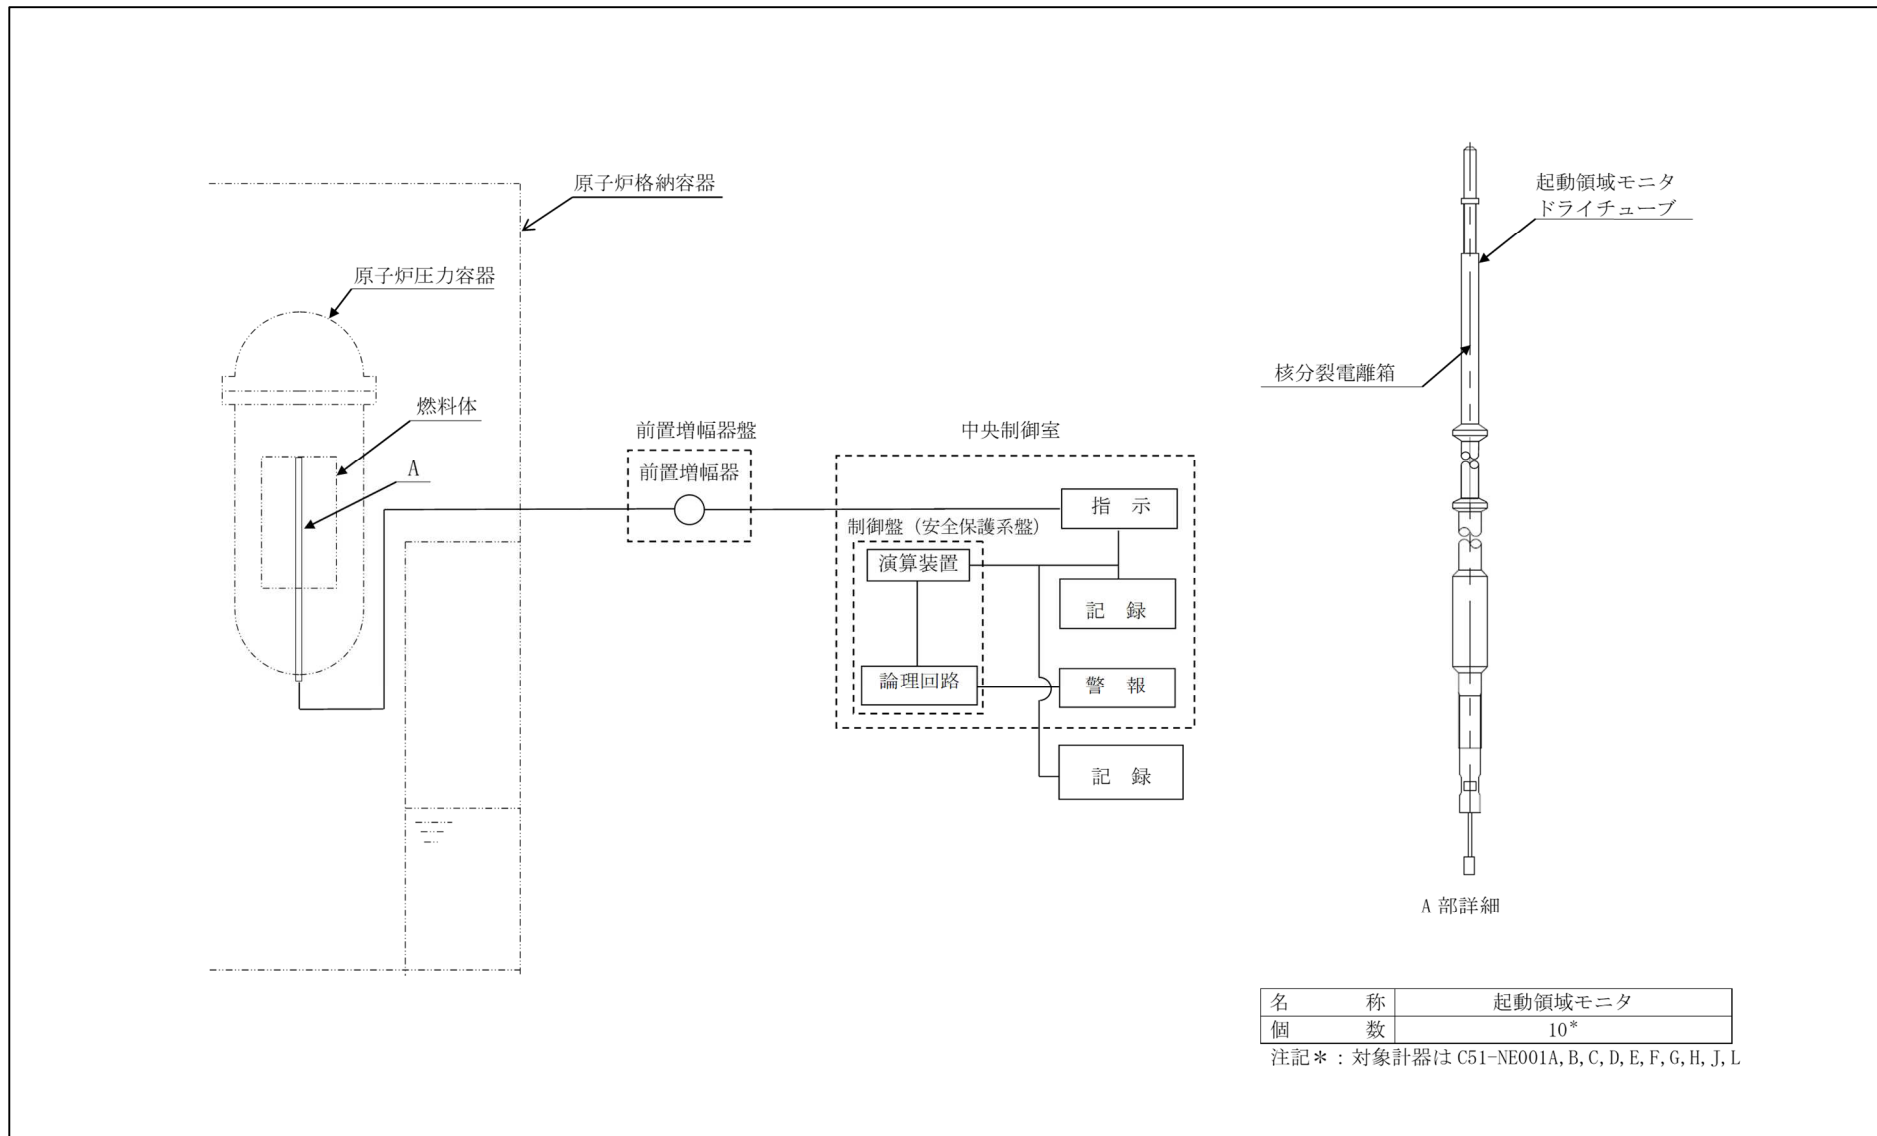 原子炉格納容器
原子炉圧力容器
燃料体
A
前置増幅器盤
前置増幅器
中央制御室
指　示
制御盤（安全保護系盤）
演算装置
記　録
論理回路
警　報
記　録
起動領域モニタ
ドライチューブ
核分裂電離箱
A 部詳細
名　称　起動領域モニタ
個　数　10*
注記＊：対象計器は C51-NE001A, B, C, D, E, F, G, H, J, L